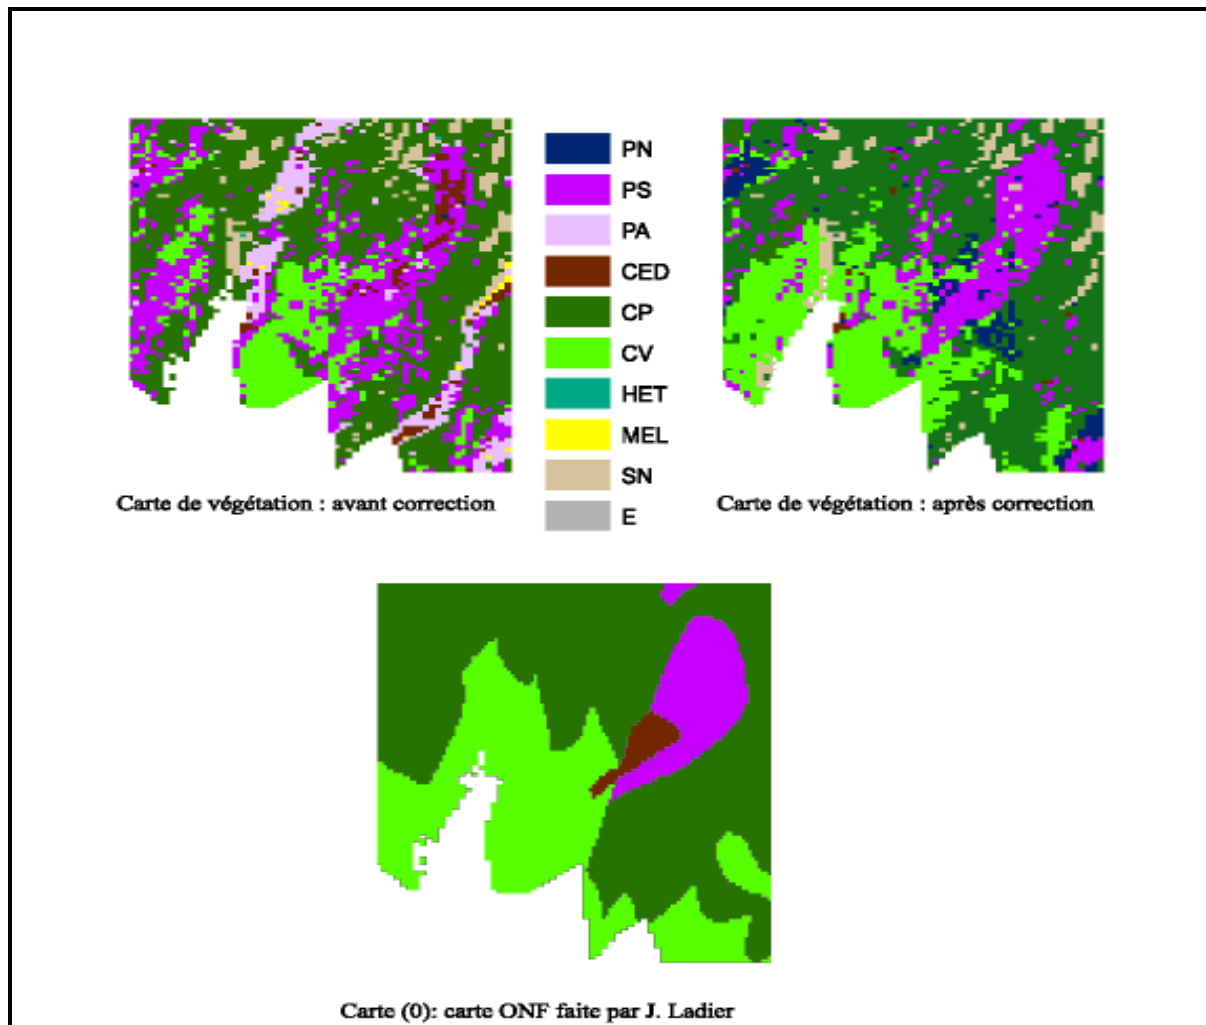 PN
PS
PA
CED
CP
CV
HET
MEL
SN
E
Carte de végétation : avant correction
Carte de végétation : après correction
Carte (0): carte ONF faite par J. Ladier